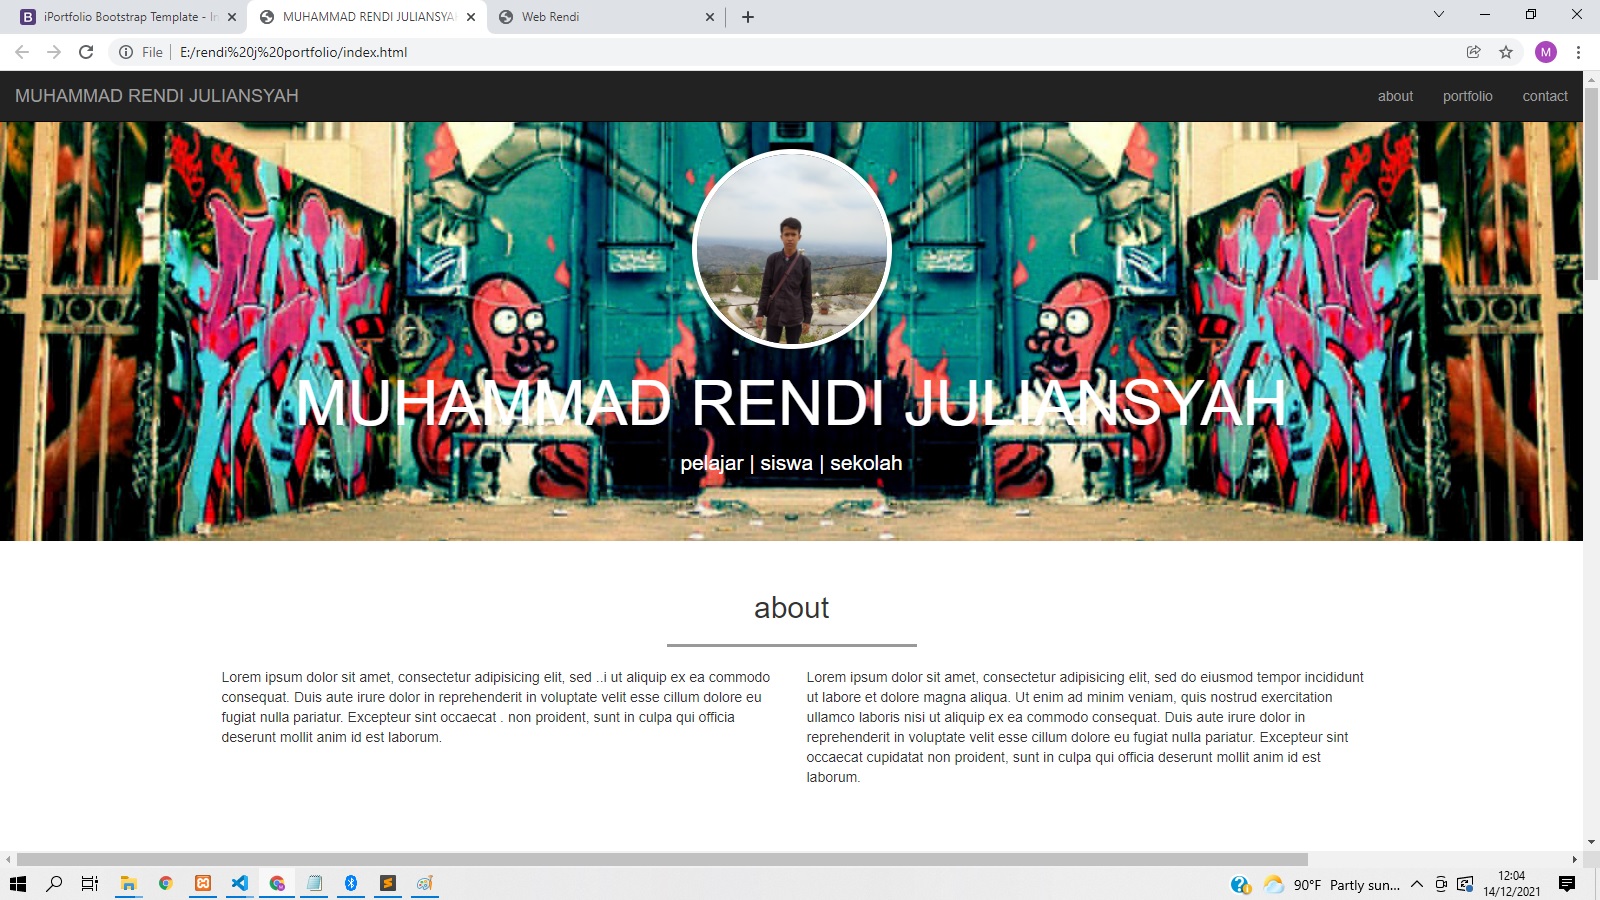 iPortfolio Bootstrap Template - In
MUHAMMAD RENDI JULIANSYAH
Web Rendi
File
E:/rendi%20j%20portfolio/index.html
M
MUHAMMAD RENDI JULIANSYAH
about
portfolio
contact
MUHAMMAD RENDI JULIANSYAH
pelajar | siswa | sekolah
about
Lorem ipsum dolor sit amet, consectetur adipisicing elit, sed ..i ut aliquip ex ea commodo
consequat. Duis aute irure dolor in reprehenderit in voluptate velit esse cillum dolore eu
fugiat nulla pariatur. Excepteur sint occaecat . non proident, sunt in culpa qui officia
deserunt mollit anim id est laborum.
Lorem ipsum dolor sit amet, consectetur adipisicing elit, sed do eiusmod tempor incididunt
ut labore et dolore magna aliqua. Ut enim ad minim veniam, quis nostrud exercitation
ullamco laboris nisi ut aliquip ex ea commodo consequat. Duis aute irure dolor in
reprehenderit in voluptate velit esse cillum dolore eu fugiat nulla pariatur. Excepteur sint
occaecat cupidatat non proident, sunt in culpa qui officia deserunt mollit anim id est
laborum.
90°F Partly sun...
12:04
14/12/2021